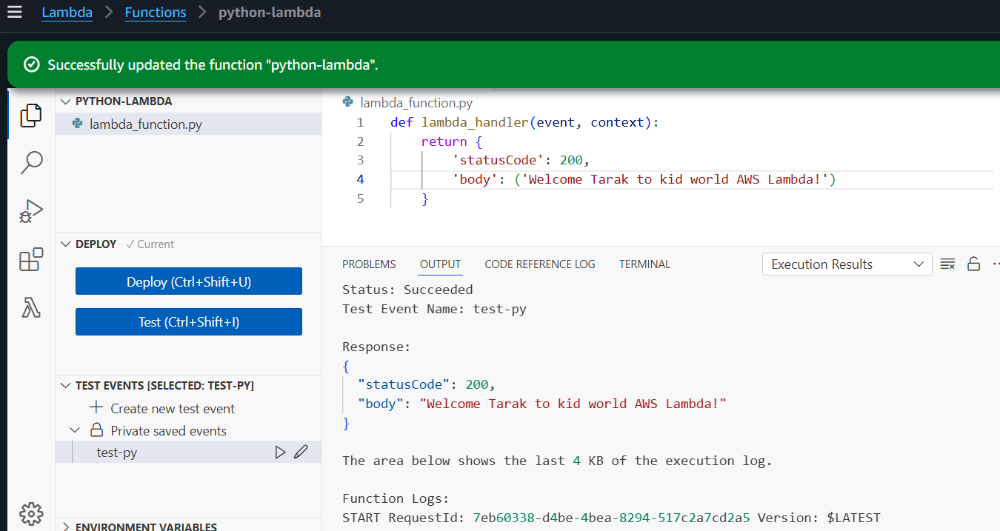 Lambda > Functions > python-lambda
Successfully updated the function "python-lambda".
PYTHON-LAMBDA
lambda_function.py
DEPLOY ✓ Current
Deploy (Ctrl+Shift+U)
Test (Ctrl+Shift+I)
TEST EVENTS [SELECTED: TEST-PY]
+ Create new test event
Private saved events
test-py
ENVIRONMENT VARIABLES
lambda_function.py
1 def lambda_handler(event, context):
2 return {
3 'statusCode': 200,
4 'body': ('Welcome Tarak to kid world AWS Lambda!')
5 }
PROBLEMS OUTPUT CODE REFERENCE LOG TERMINAL Execution Results
Status: Succeeded
Test Event Name: test-py
Response:
{
"statusCode": 200,
"body": "Welcome Tarak to kid world AWS Lambda!"
}
The area below shows the last 4 KB of the execution log.
Function Logs:
START RequestId: 7eb60338-d4be-4bea-8294-517c2a7cd2a5 Version: $LATEST